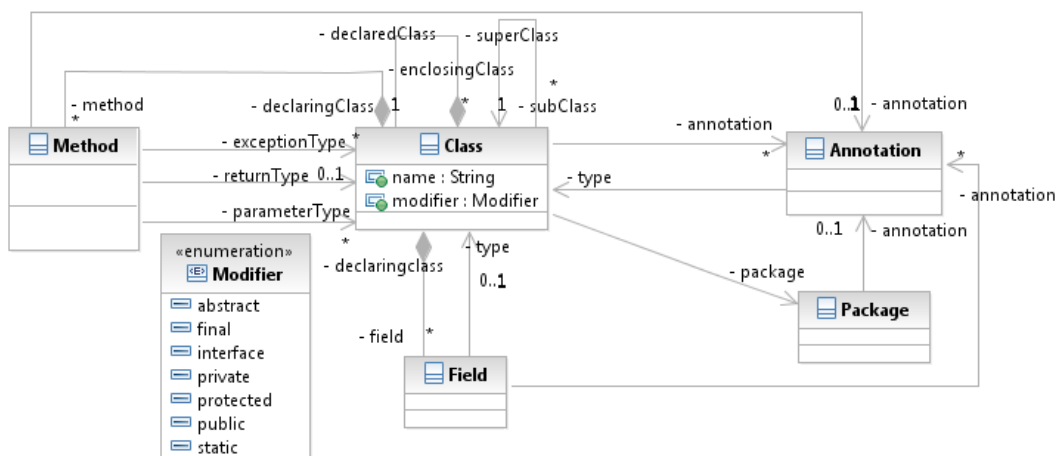 - declaredClass
- superClass
- enclosingClass
*
- method
- declaringClass
1
*
1
- subClass
0..1
- annotation
*
Method
- exceptionType
*
Class
- annotation
*
Annotation
*
- returnType
0..1
name : String
- type
- annotation
- parameterType
modifier : Modifier
*
0..1
- annotation
«enumeration»
Modifier
- declaringclass
- type
0..1
- package
abstract
final
interface
private
protected
public
static
- field
*
Package
Field